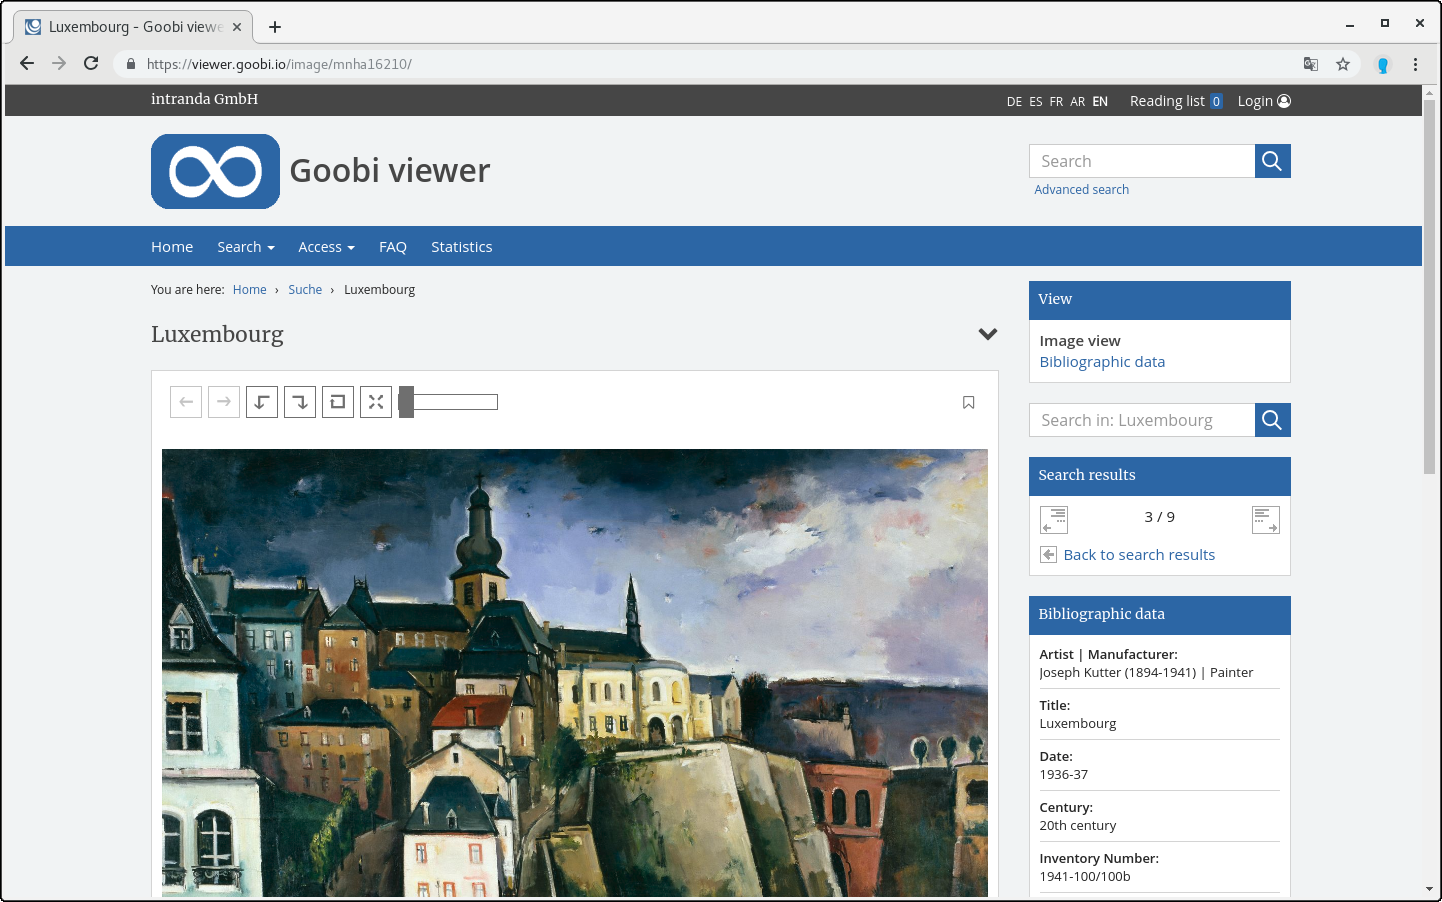 Luxembourg - Goobi viewe
https://viewer.goobi.io/image/mnha16210/
intranda GmbH
DE ES FR AR EN Reading list 0 Login
Goobi viewer
Search
Advanced search
Home Search Access FAQ Statistics
You are here: Home › Suche › Luxembourg
Luxembourg
View
Image view
Bibliographic data
Search in: Luxembourg
Search results
3 / 9
Back to search results
Bibliographic data
Artist | Manufacturer:
Joseph Kutter (1894-1941) | Painter
Title:
Luxembourg
Date:
1936-37
Century:
20th century
Inventory Number:
1941-100/100b